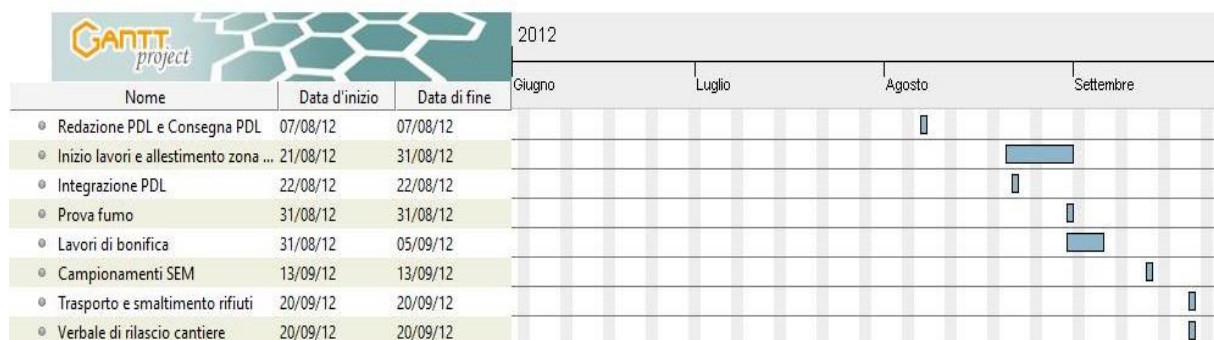 GANTT project
2012
Giugno Luglio Agosto Settembre
Nome Data d'inizio Data di fine
Redazione PDL e Consegna PDL 07/08/12 07/08/12
Inizio lavori e allestimento zona ... 21/08/12 31/08/12
Integrazione PDL 22/08/12 22/08/12
Prova fumo 31/08/12 31/08/12
Lavori di bonifica 31/08/12 05/09/12
Campionamenti SEM 13/09/12 13/09/12
Trasporto e smaltimento rifiuti 20/09/12 20/09/12
Verbale di rilascio cantiere 20/09/12 20/09/12